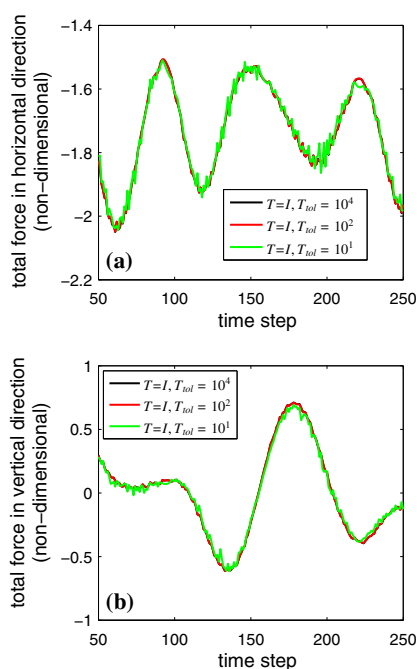 −1.4
−1.6
−1.8
−2
−2.2
total force in horizontal direction
(non−dimensional)
T=I, T_tol = 10^4
T=I, T_tol = 10^2
T=I, T_tol = 10^1
(a)
50 100 150 200 250
time step
1
0.5
0
−0.5
−1
total force in vertical direction
(non−dimensional)
T=I, T_tol = 10^4
T=I, T_tol = 10^2
T=I, T_tol = 10^1
(b)
50 100 150 200 250
time step